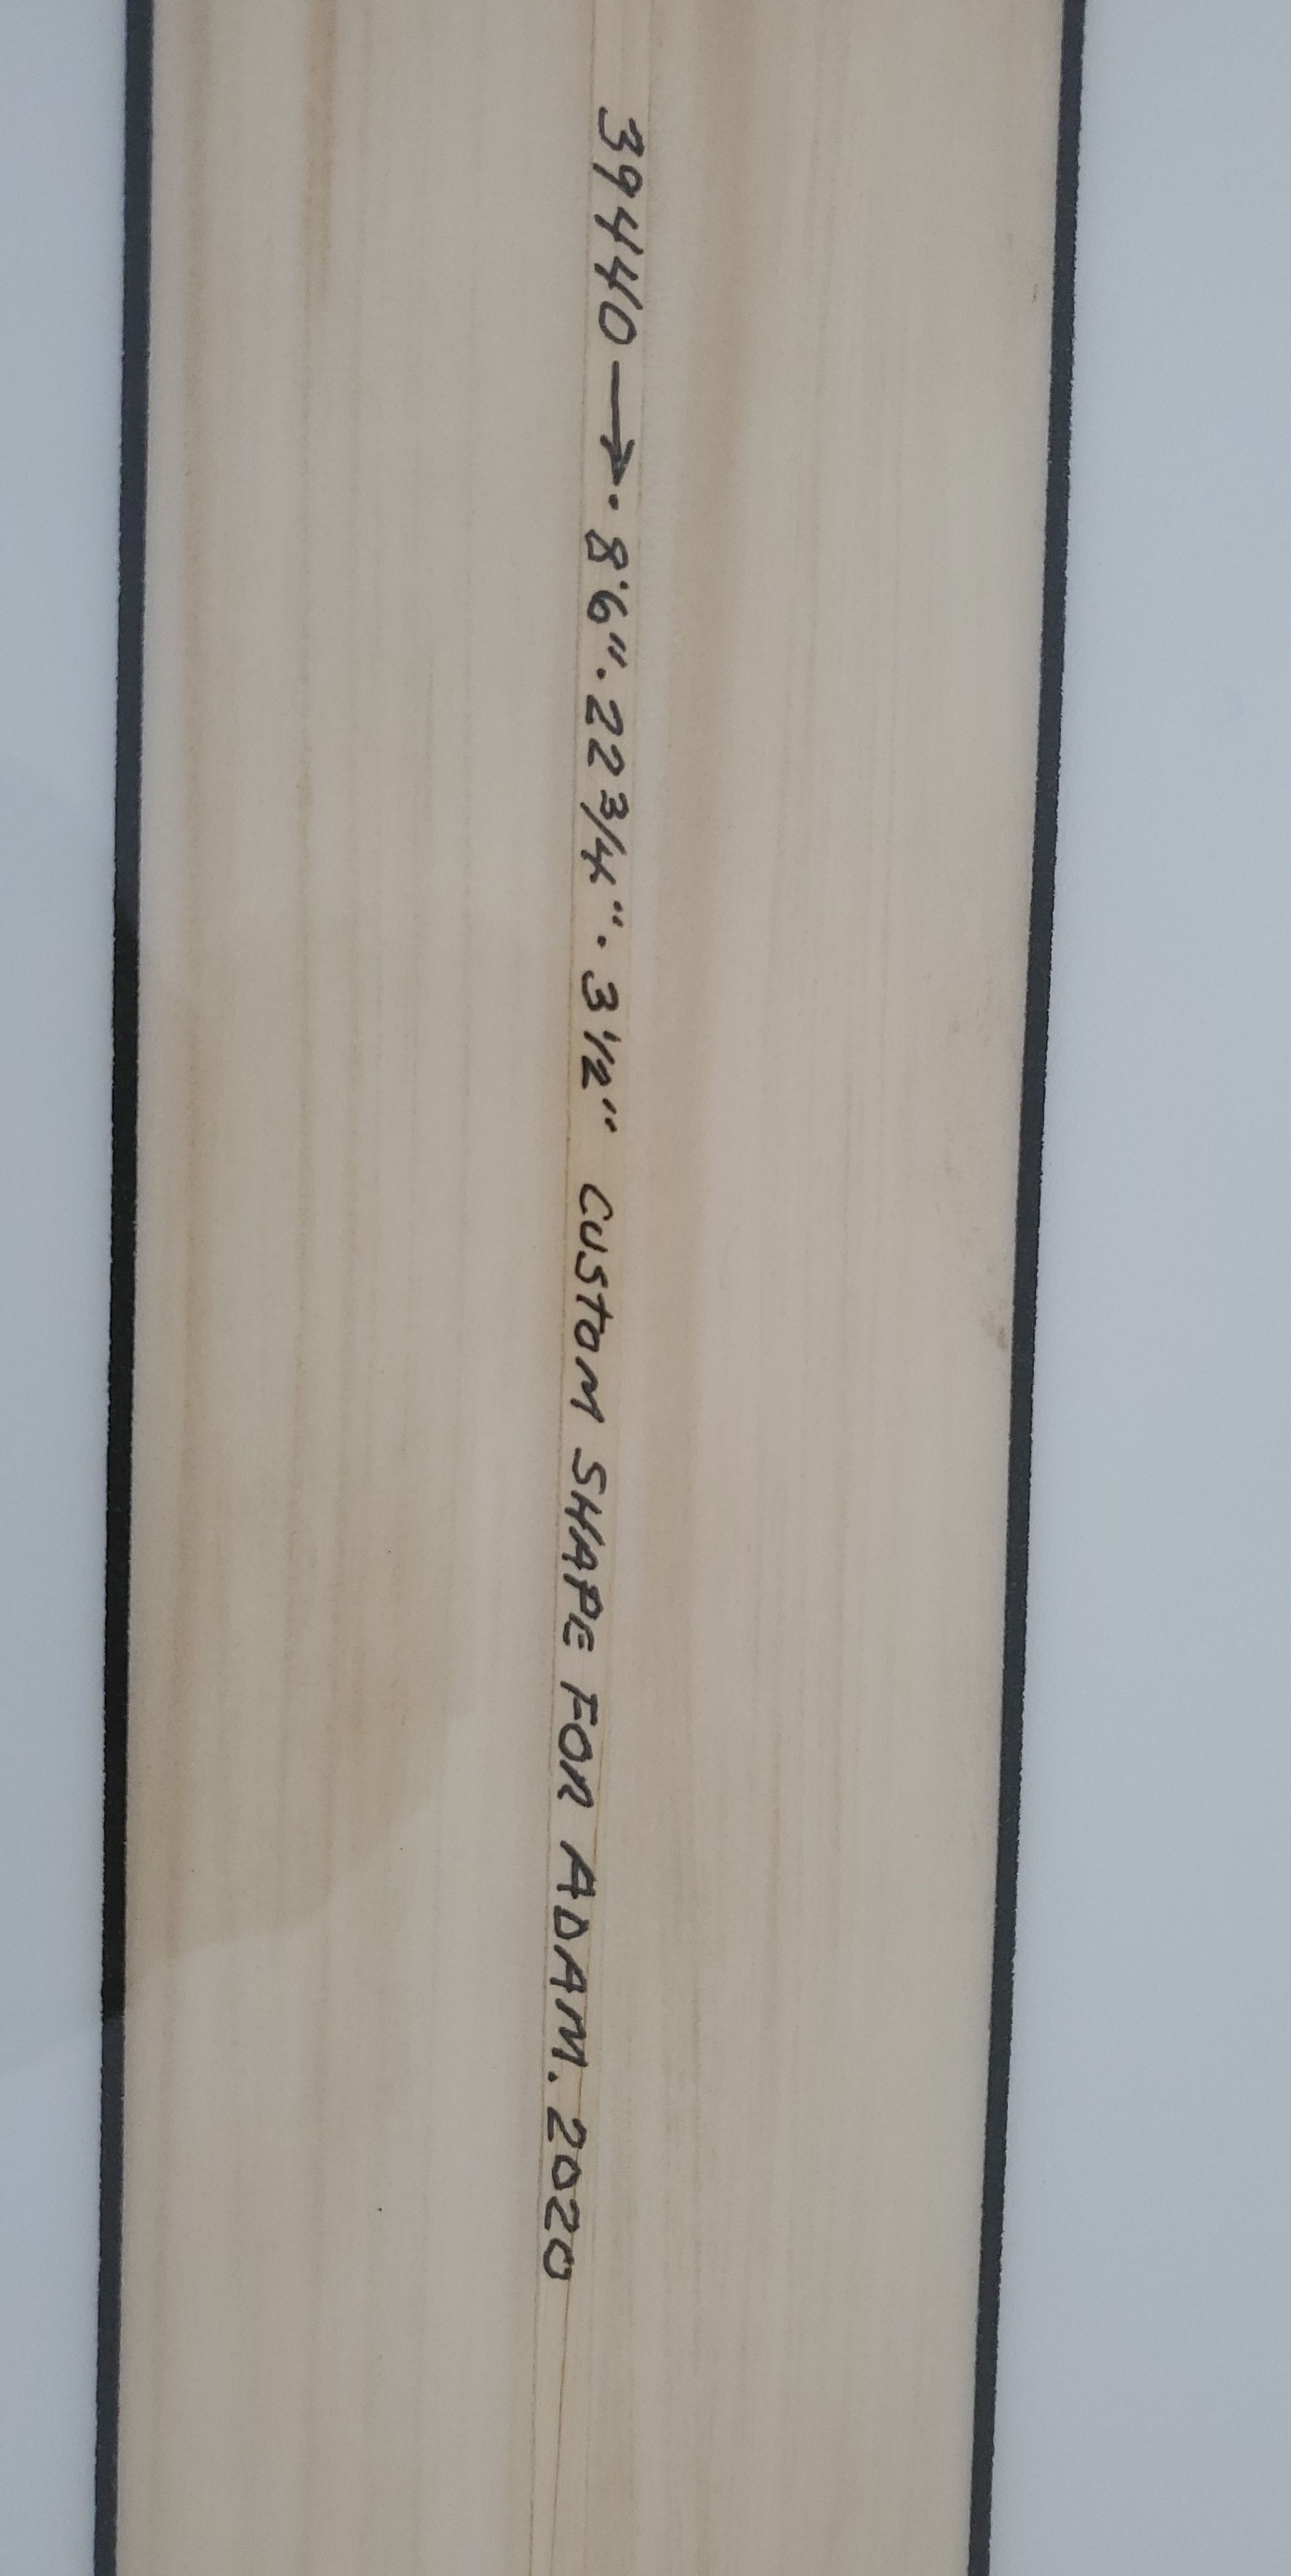 39440 → . 8'6" . 22 3/4" . 3 1/2" CUSTOM SHAPE FOR ADAM. 2020